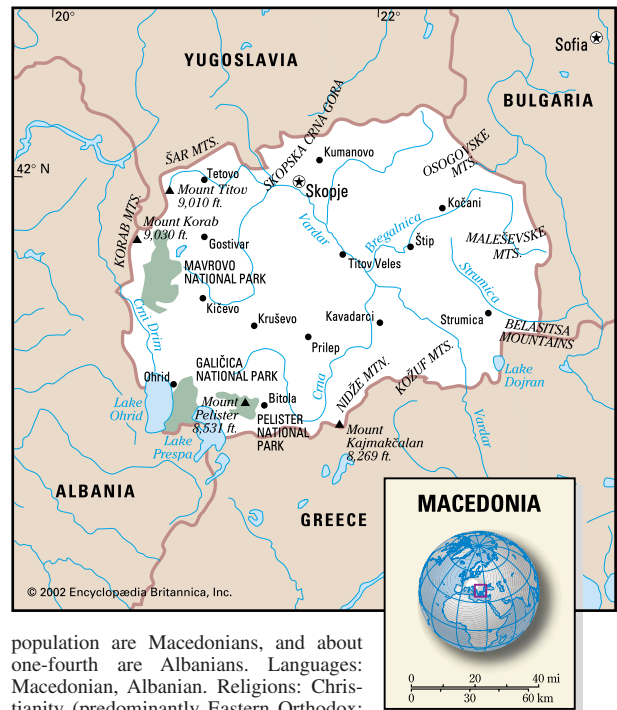 20°
22°
Sofia
YUGOSLAVIA
BULGARIA
SKOPSKA CRNA GORA
ŠAR MTS.
Kumanovo
OSOGOVSKE
MTS.
42° N
Tetovo
Mount Titov
9,010 ft.
Skopje
KORAB MTS.
Mount Korab
9,030 ft.
Kočani
Vardar
Bregalnica
Gostivar
Štip
MALEŠEVSKE
MTS.
MAVROVO
NATIONAL PARK
Titov Veles
Strumica
Crni Drim
Kičevo
Kruševo
Kavadarci
Strumica
BELASITSA
MOUNTAINS
Prilep
GALIČICA
NATIONAL PARK
Ohrid
Crna
NIDŽE MTN.
KOŽUF MTS.
Lake
Dojran
Lake
Ohrid
Mount
Pelister
8,531 ft.
Bitola
PELISTER
NATIONAL
PARK
Vardar
Lake
Prespa
Mount
Kajmakčalan
8,269 ft.
ALBANIA
GREECE
MACEDONIA
© 2002 Encyclopædia Britannica, Inc.
0 20 40 mi
0 30 60 km
population are Macedonians, and about
one-fourth are Albanians. Languages:
Macedonian, Albanian. Religions: Chris-
tianity (predominantly Eastern Orthodox;